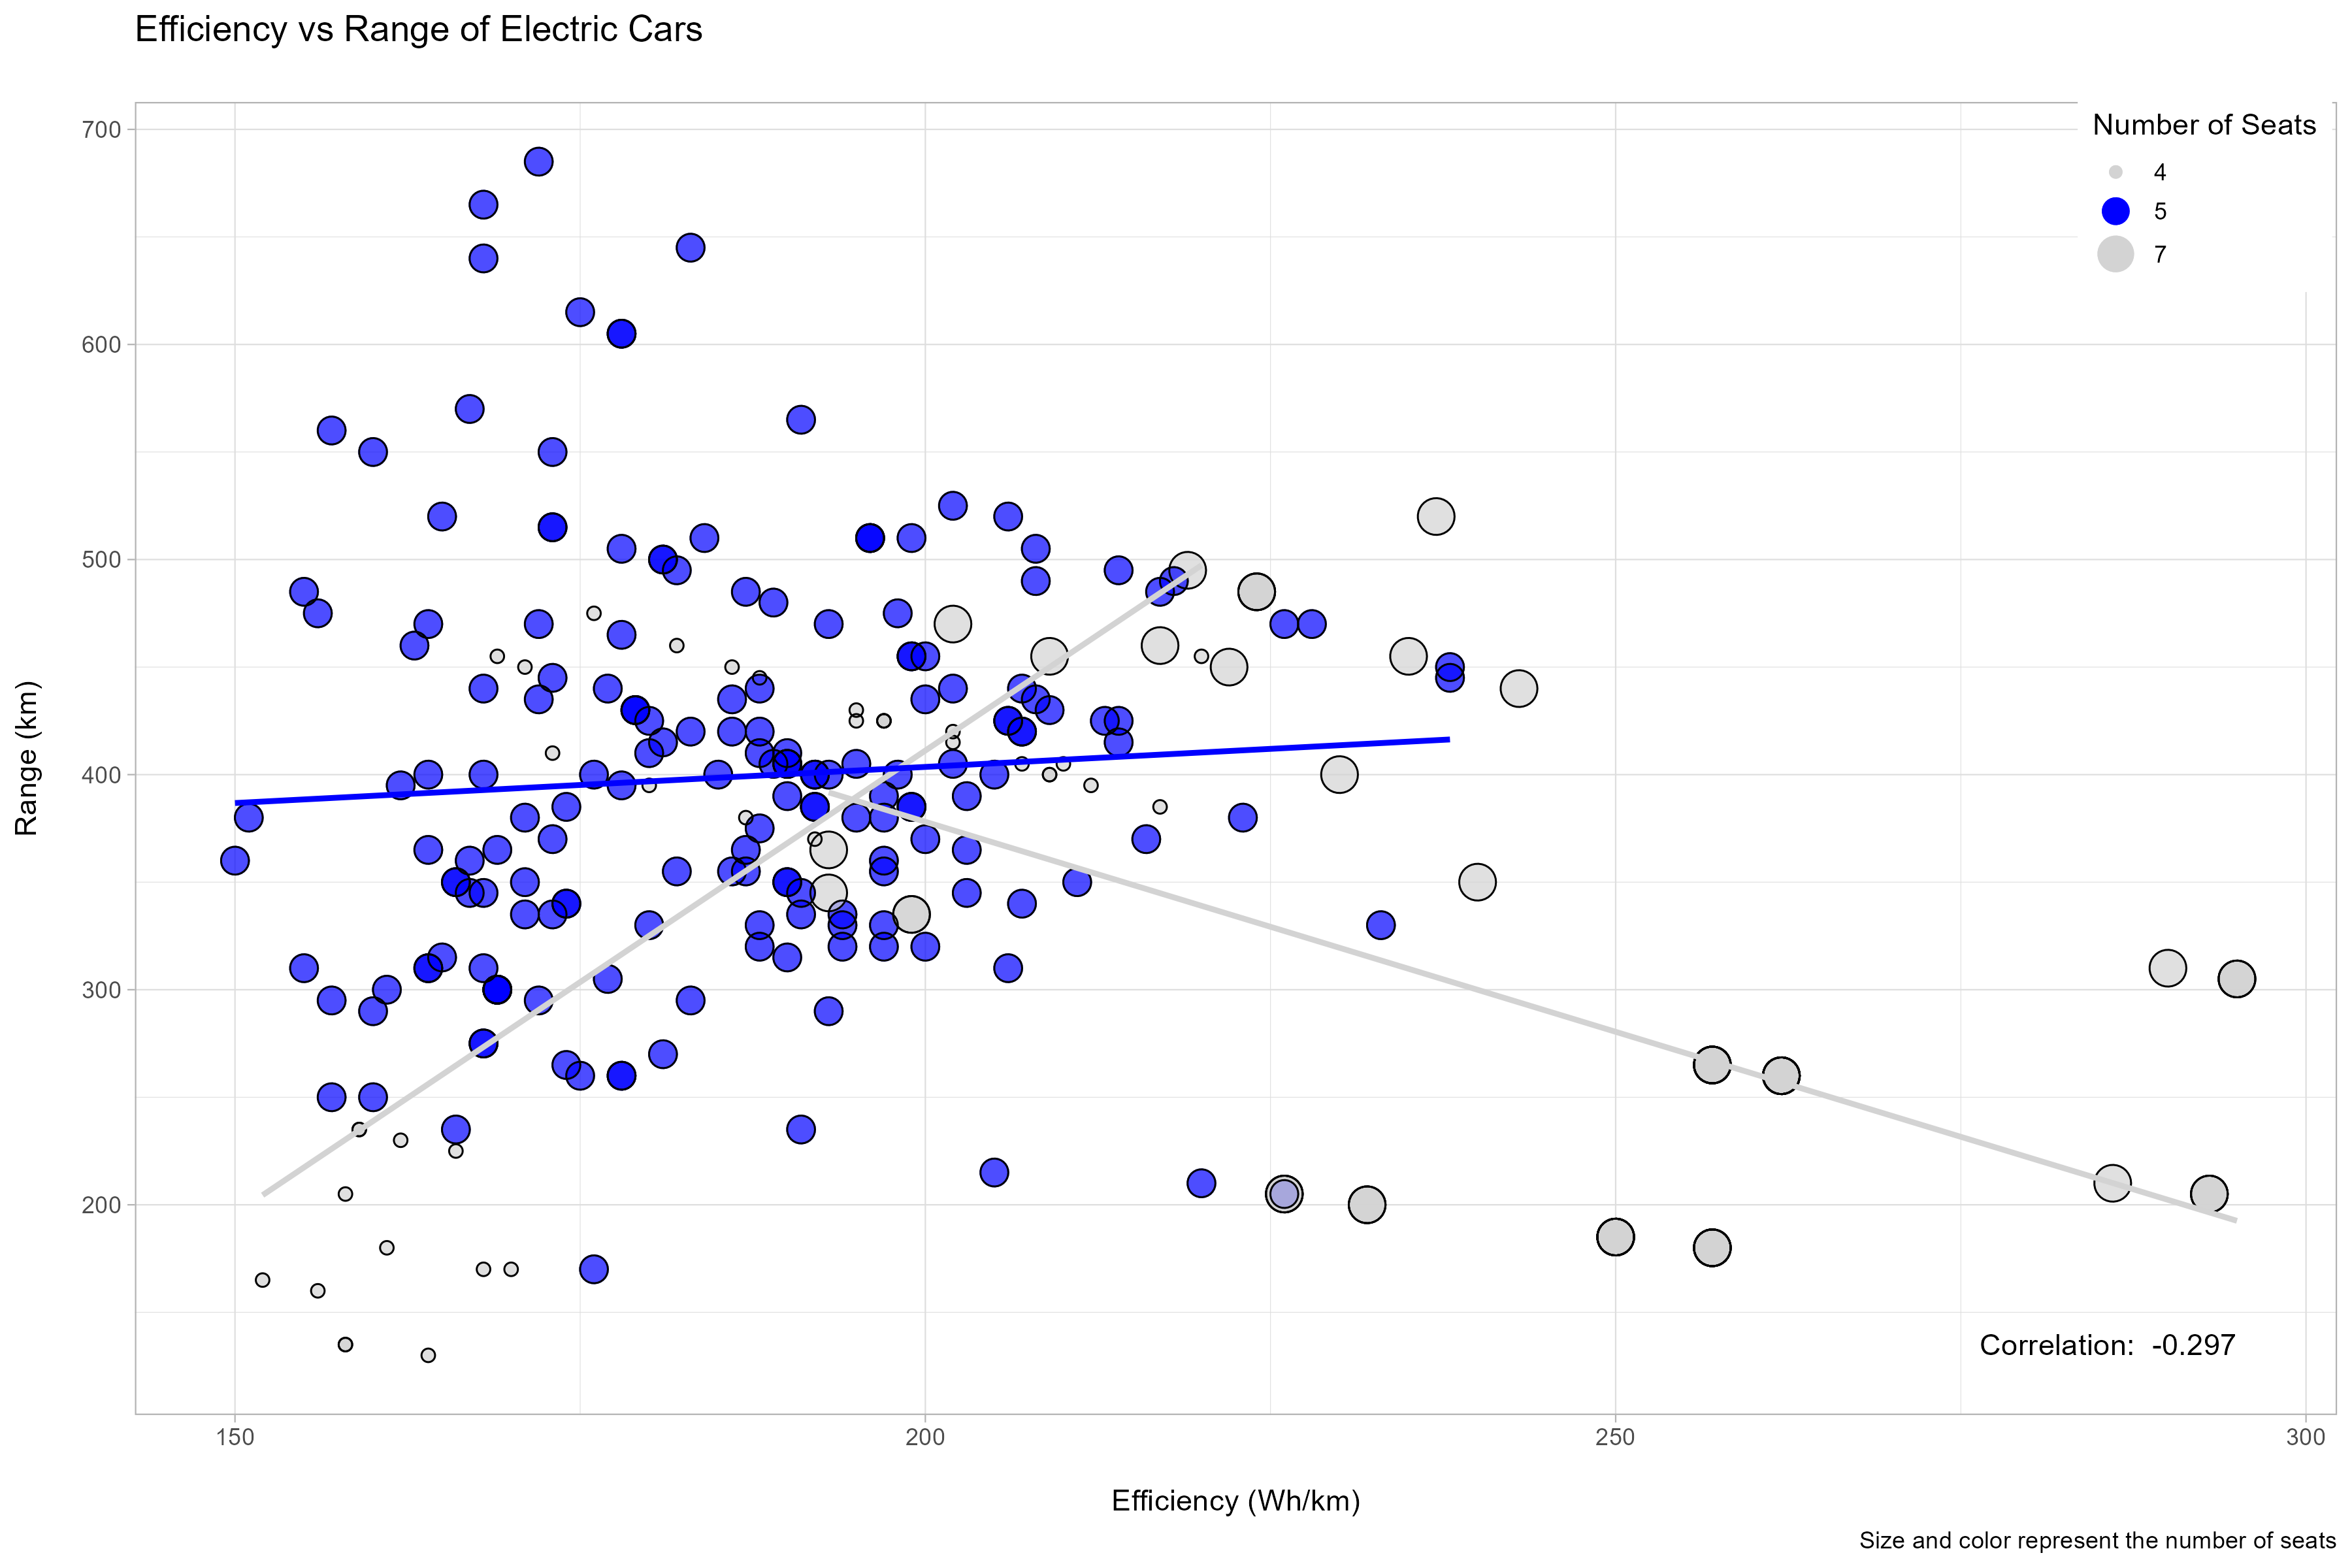 Efficiency vs Range of Electric Cars
Number of Seats
4
5
7
700
600
500
400
300
200
Range (km)
Correlation:  -0.297
150
200
250
300
Efficiency (Wh/km)
Size and color represent the number of seats